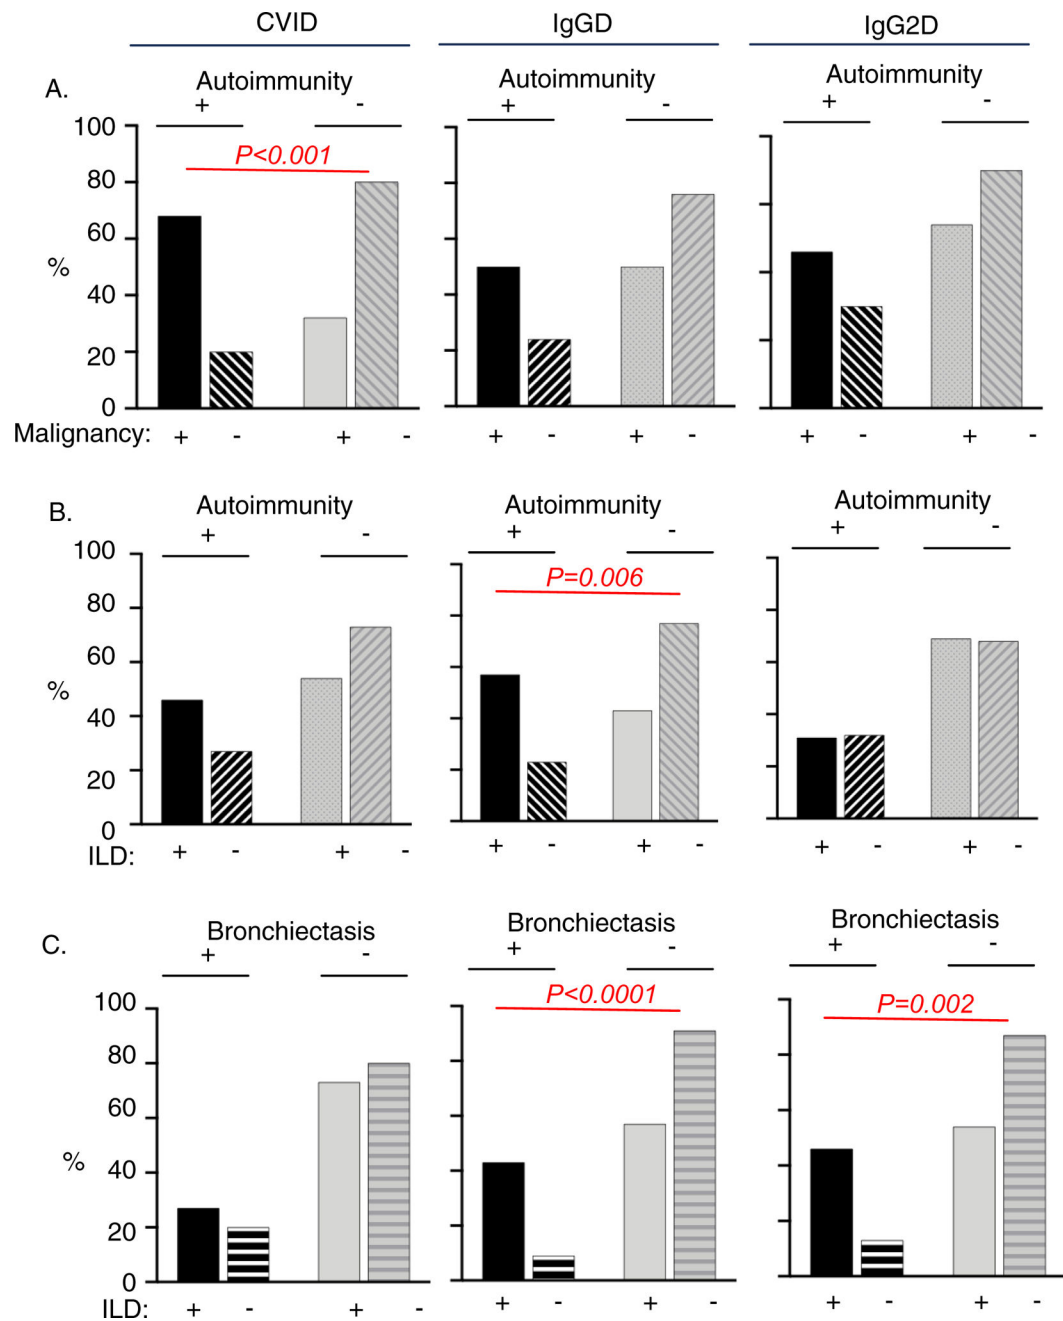 CVID IgGD IgG2D
A. Autoimmunity Autoimmunity Autoimmunity
+ - + - + -
100
P<0.001
80
60
%
40
20
0
Malignancy: + - + - + - + - + - + -
B. Autoimmunity Autoimmunity Autoimmunity
+ - + - + -
100
P=0.006
80
60
%
40
20
0
ILD: + - + - + - + - + - + -
C. Bronchiectasis Bronchiectasis Bronchiectasis
+ - + - + -
100
P<0.0001 P=0.002
80
60
%
40
20
0
ILD: + - + - + - + - + - + -